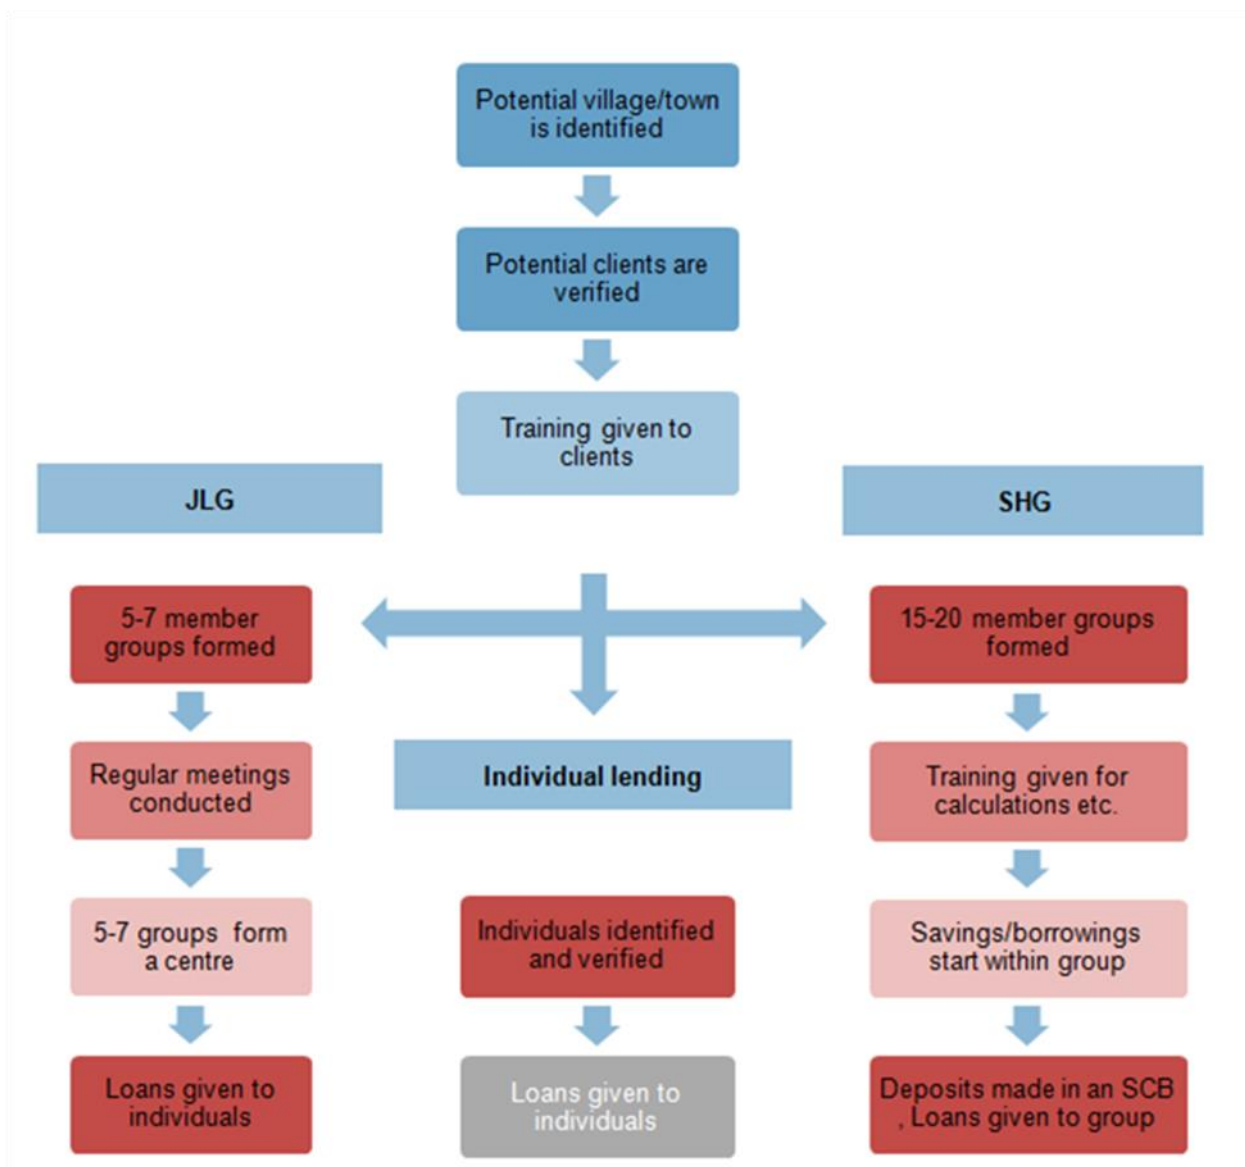 Potential village/town
is identified
Potential clients are
verified
Training given to
clients
JLG
5-7 member
groups formed
Regular meetings
conducted
5-7 groups form
a centre
Loans given to
individuals
Individual lending
Individuals identified
and verified
Loans given to
individuals
SHG
15-20 member groups
formed
Training given for
calculations etc.
Savings/borrowings
start within group
Deposits made in an SCB
, Loans given to group